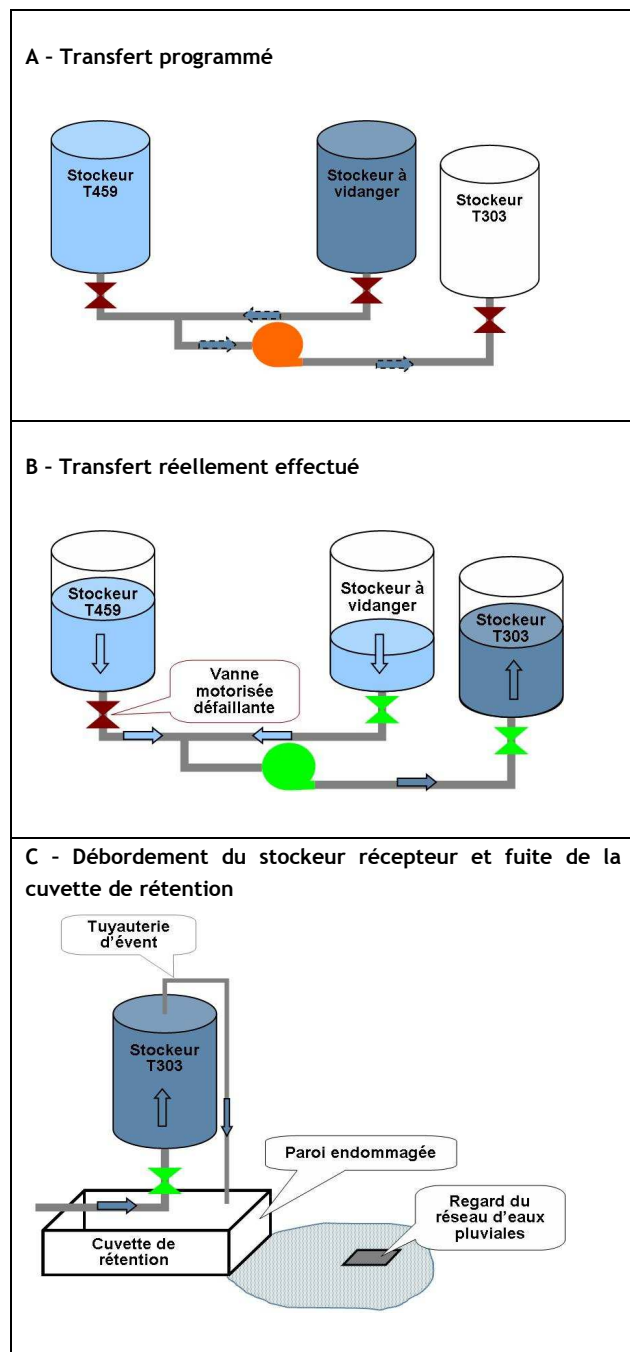 A - Transfert programmé
Stockeur
T459
Stockeur à
vidanger
Stockeur
T303
B - Transfert réellement effectué
Stockeur
T459
Stockeur à
vidanger
Stockeur
T303
Vanne
motorisée
défaillante
C - Débordement du stockeur récepteur et fuite de la
cuvette de rétention
Tuyauterie
d'évent
Stockeur
T303
Paroi endommagée
Regard du
réseau d'eaux
pluviales
Cuvette de
rétention